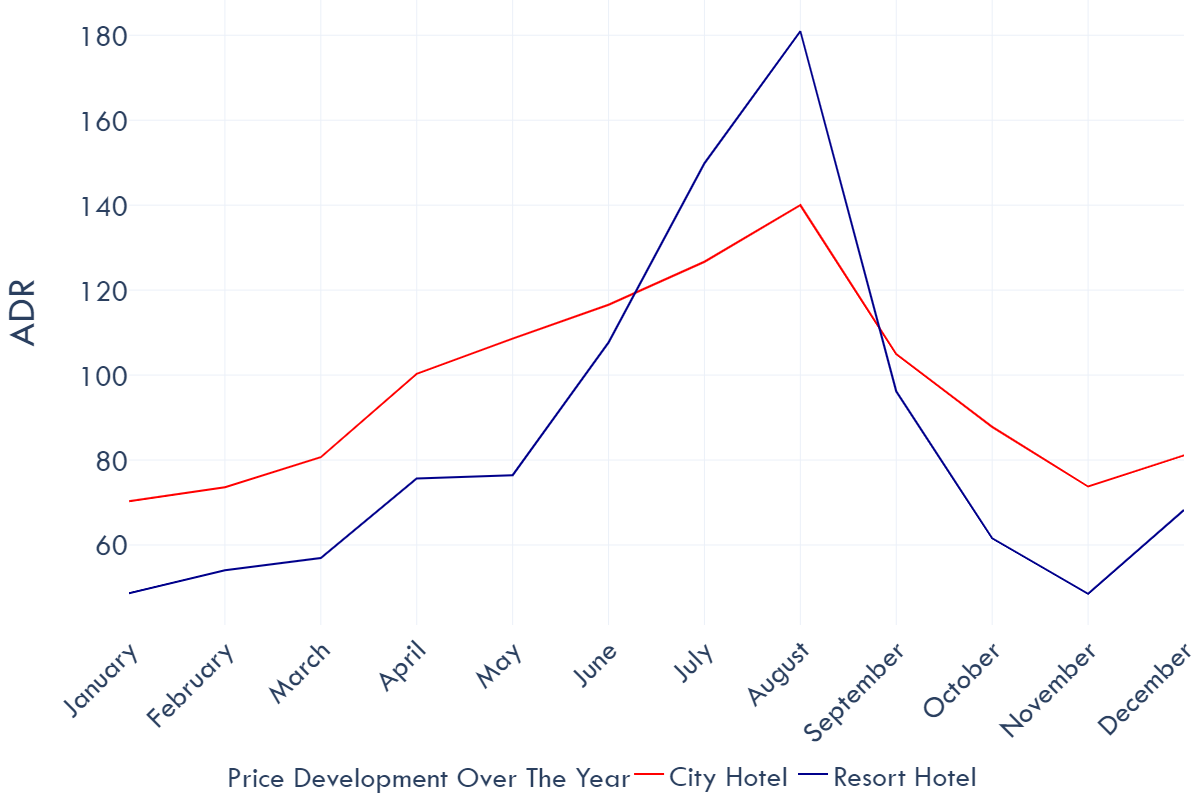 180
160
140
120
100
80
60
ADR
January
February
March
April
May
June
July
August
September
October
November
December
Price Development Over The Year City Hotel Resort Hotel